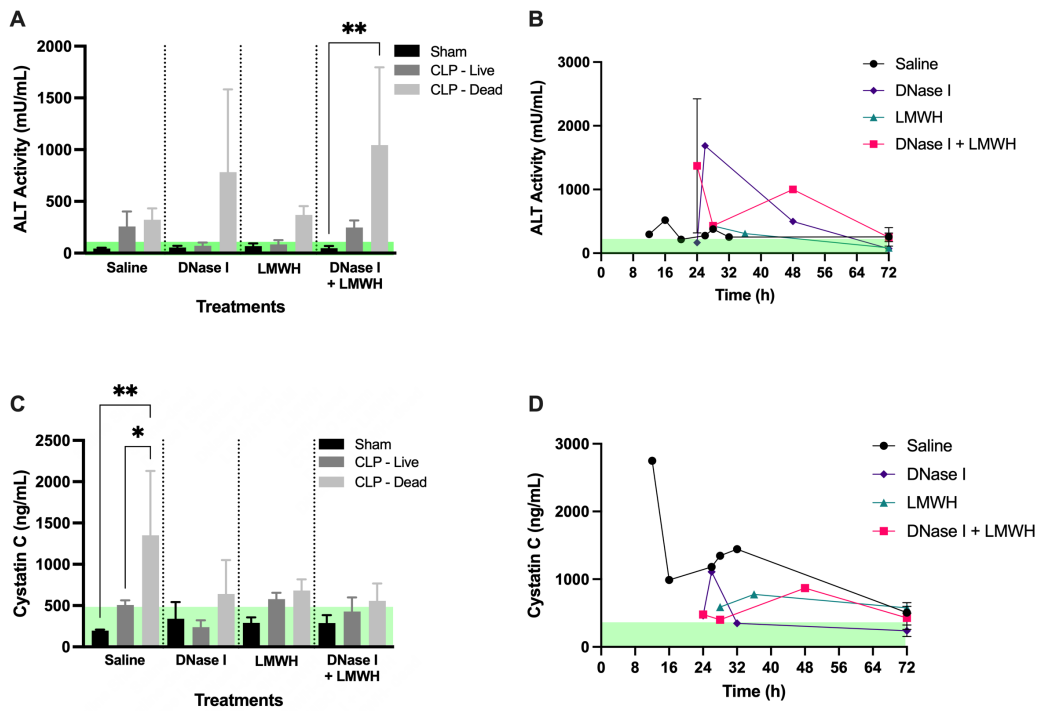 A
**
2000
1500
1000
500
0
ALT Activity (mU/mL)
Sham
CLP - Live
CLP - Dead
Saline
DNase I
LMWH
DNase I
+ LMWH
Treatments
B
3000
2000
1000
0
ALT Activity (mU/mL)
0 8 16 24 32 40 48 56 64 72
Time (h)
Saline
DNase I
LMWH
DNase I + LMWH
C
**
*
2500
2000
1500
1000
500
0
Cystatin C (ng/mL)
Sham
CLP - Live
CLP - Dead
Saline
DNase I
LMWH
DNase I
+ LMWH
Treatments
D
3000
2000
1000
0
Cystatin C (ng/mL)
0 8 16 24 32 40 48 56 64 72
Time (h)
Saline
DNase I
LMWH
DNase I + LMWH